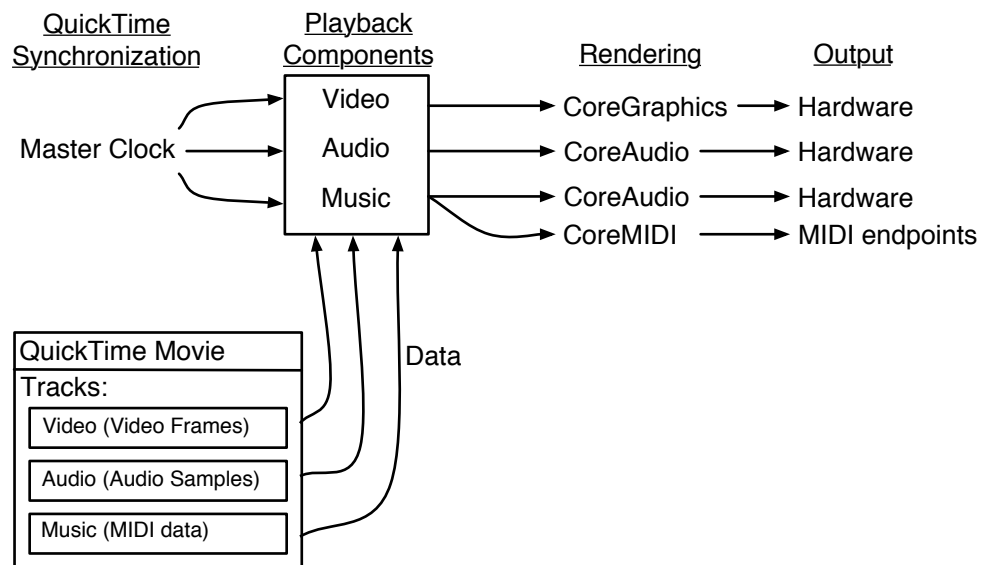 QuickTime
Synchronization
Playback
Components
Rendering
Output
Master Clock
Video
Audio
Music
CoreGraphics
Hardware
CoreAudio
Hardware
CoreAudio
Hardware
CoreMIDI
MIDI endpoints
Data
QuickTime Movie
Tracks:
Video (Video Frames)
Audio (Audio Samples)
Music (MIDI data)